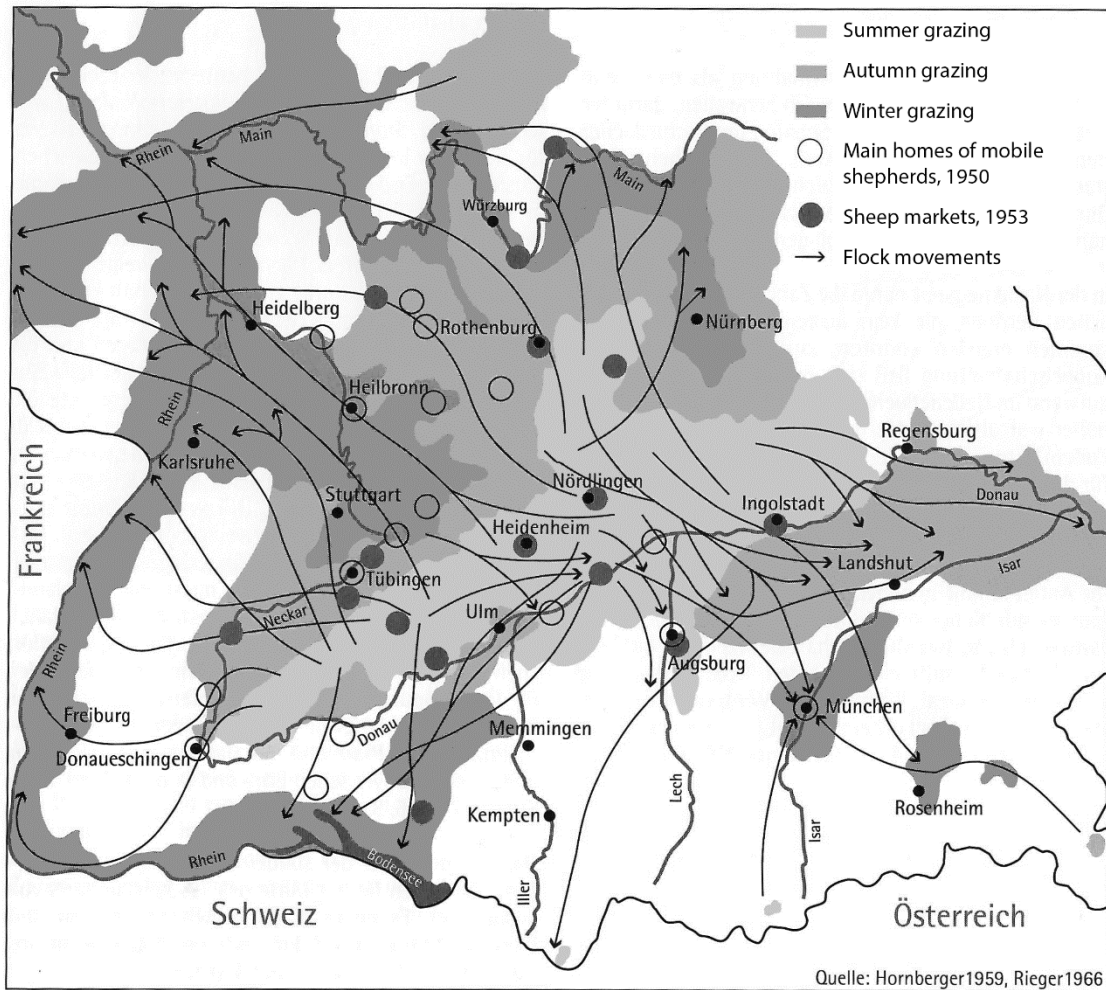 Summer grazing
Autumn grazing
Winter grazing
Main homes of mobile
shepherds, 1950
Sheep markets, 1953
Flock movements
Rhein
Main
Main
Würzburg
Heidelberg
Rothenburg
Nürnberg
Heilbronn
Rhein
Karlsruhe
Regensburg
Stuttgart
Nördlingen
Ingolstadt
Donau
Frankreich
Heidenheim
Landshut
Isar
Tübingen
Neckar
Ulm
Augsburg
Rhein
Freiburg
Donau
Memmingen
München
Donaueschingen
Lech
Rosenheim
Kempten
Isar
Rhein
Bodensee
Iller
Schweiz
Österreich
Quelle: Hornberger1959, Rieger1966